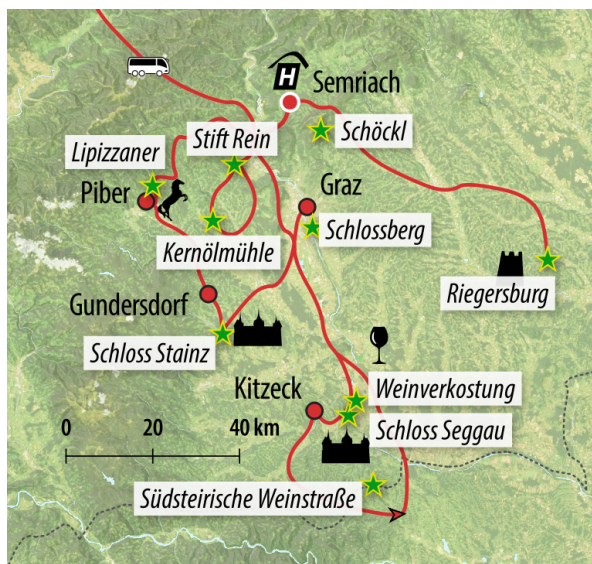 H
Semriach
Schöckl
Stift Rein
Lipizzaner
Piber
Graz
Schlossberg
Kernölmühle
Riegersburg
Gundersdorf
Schloss Stainz
Weinverkostung
Kitzeck
Schloss Seggau
0 20 40 km
Südsteirische Weinstraße